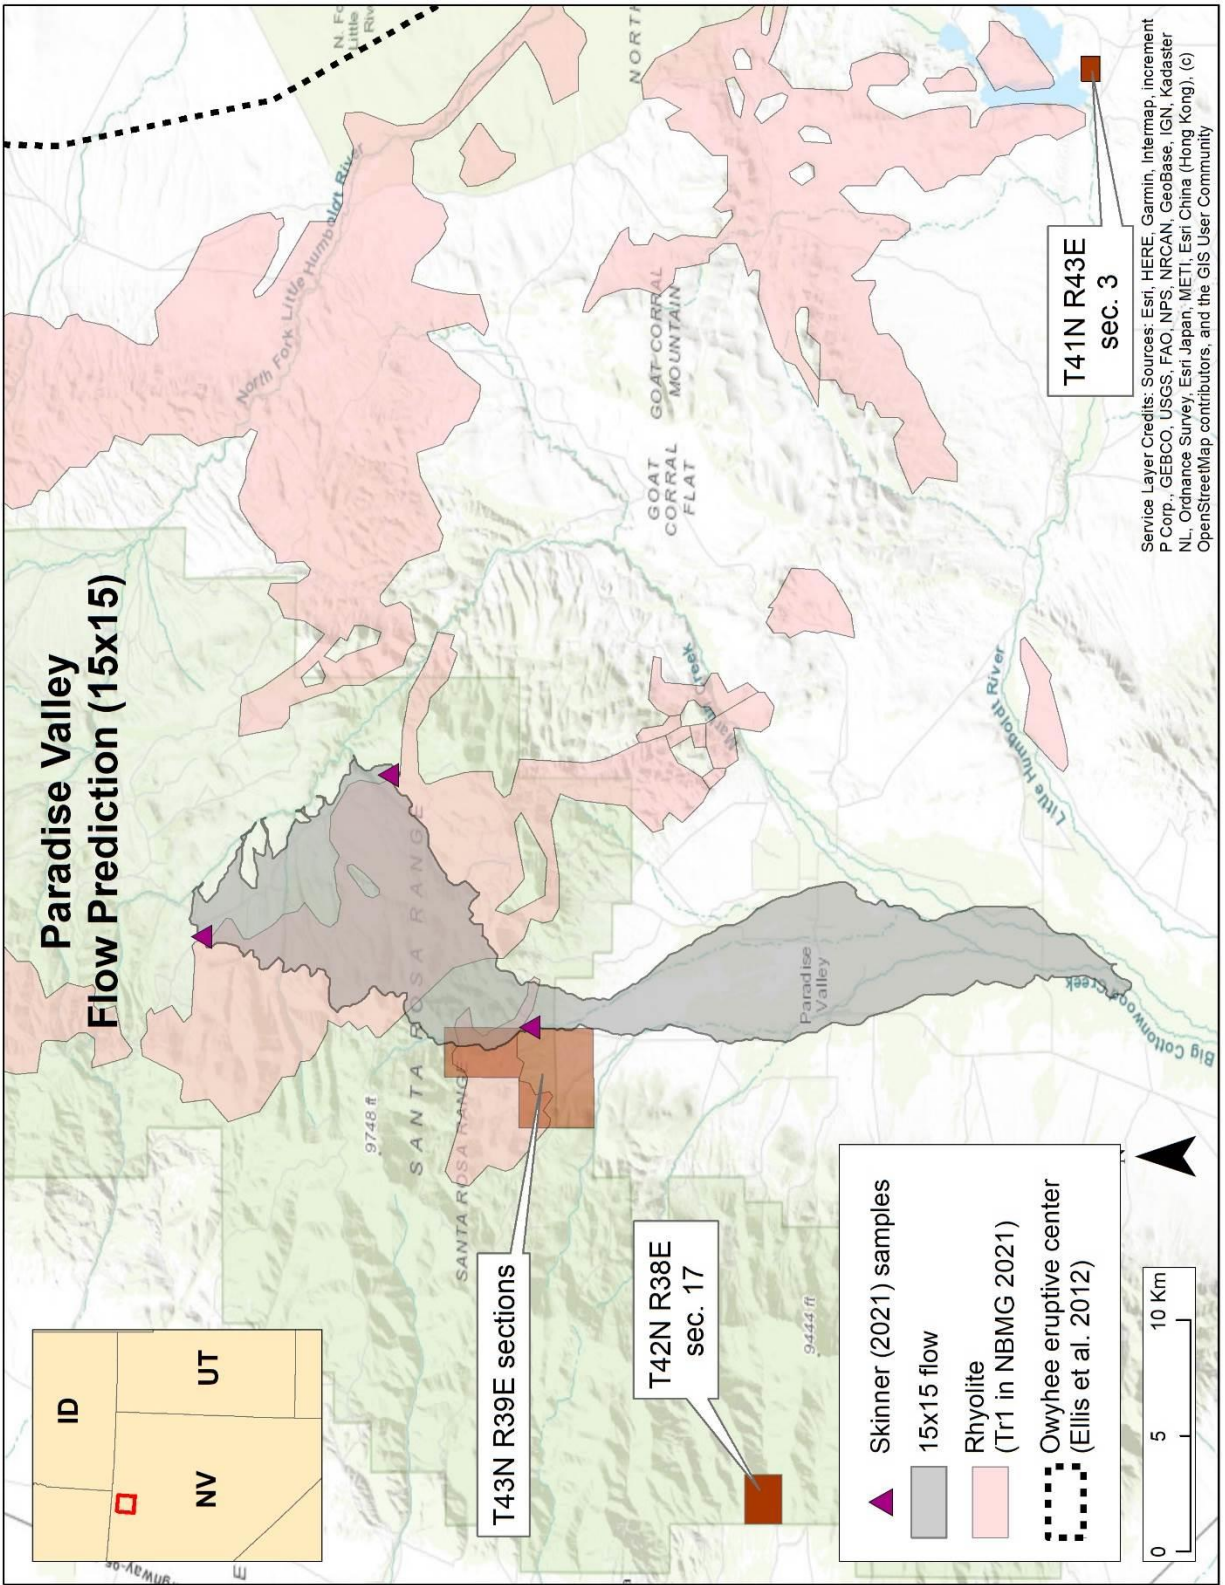 Paradise Valley
Flow Prediction (15x15)
ID
UT
NV
N. Fo
Little
Rive
North Fork Little Humboldt River
NORTH
9748 ft
SANTA ROSA RANGE
SANTA ROSA RANGE
GOAT CORRAL
MOUNTAIN
GOAT
CORRAL
FLAT
T43N R39E sections
T42N R38E
sec. 17
9444 ft
Paradise
Valley
Creek
Little Humboldt River
Big Cottonwood Creek
T41N R43E
sec. 3
Skinner (2021) samples
15x15 flow
Rhyolite
(Tr1 in NBMG 2021)
Owyhee eruptive center
(Ellis et al. 2012)
0 5 10 Km
Service Layer Credits: Sources: Esri, HERE, Garmin, Intermap, increment
P Corp., GEBCO, USGS, FAO, NPS, NRCAN, GeoBase, IGN, Kadaster
NL, Ordnance Survey, Esri Japan, METI, Esri China (Hong Kong), (c)
OpenStreetMap contributors, and the GIS User Community